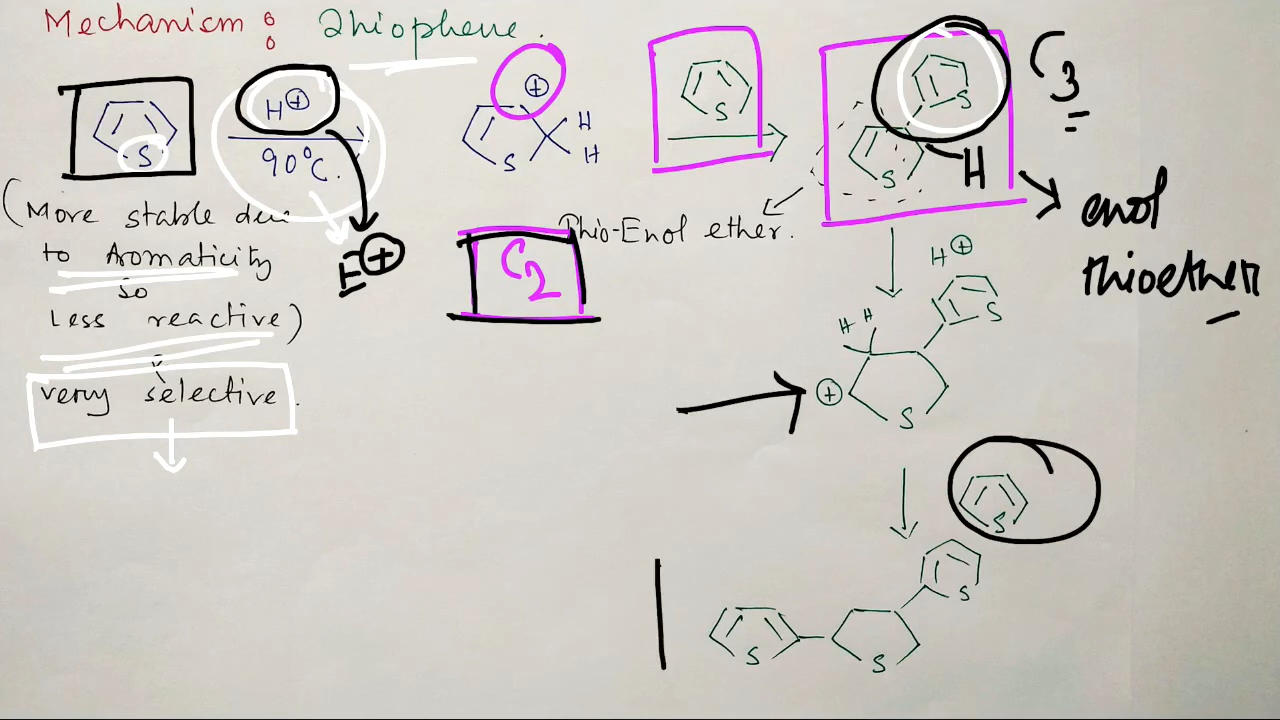 Mechanism : Thiophene.
S
H⊕
90°C.
⊕
S
H
H
S
S
S
H
C3
(More stable due
to Aromaticity
so
Less reactive)
very selective.
E⊕
C2
Thio-Enol ether.
enol
thioether
H⊕
S
H H
⊕
S
S
S
S
S